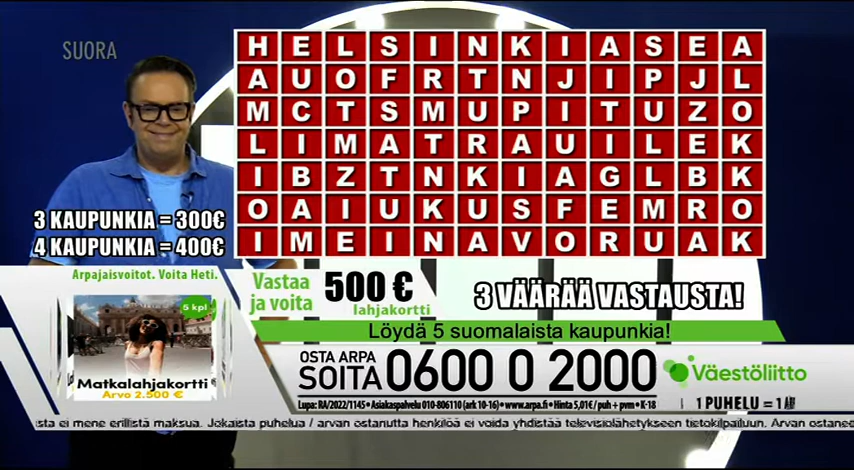 SUORA
H E L S I N K I A S E A
A U O F R T N J I P J L
M C T S M U P I T U Z O
L I M A T R A U I L E K
I B Z T N K I A G L B K
O A I U K U S F E M R O
I M E I N A V O R U A K
3 KAUPUNKIA = 300€
4 KAUPUNKIA = 400€
Arpajaisvoitot. Voita Heti.
5 kpl
Matkalahjakortti
Arvo 2.500 €
Vastaa
ja voita
500 €
lahjakortti
3 VÄÄRÄÄ VASTAUSTA!
Löydä 5 suomalaista kaupunkia!
OSTA ARPA
SOITA 0600 0 2000
Väestöliitto
Lupa: RA/2022/1145 • Asiakaspalvelu 010-806110 (ark 10-16) • www.arpa.fi • Hinta 5,01€ / puh + pvm • K-18
1 PUHELU = 1
ista ei mene erillistä maksua. Jokaista puhelua / arvan ostanutta henkilöä ei voida yhdistää televisiolähetykseen tietokilpailuun. Arvan ostanee